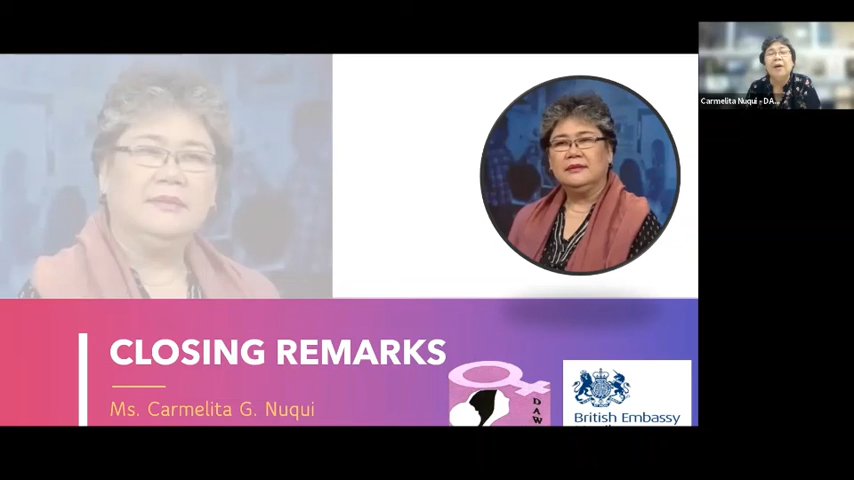 Carmelita Nuqui - DA...
CLOSING REMARKS
Ms. Carmelita G. Nuqui
DAW
British Embassy